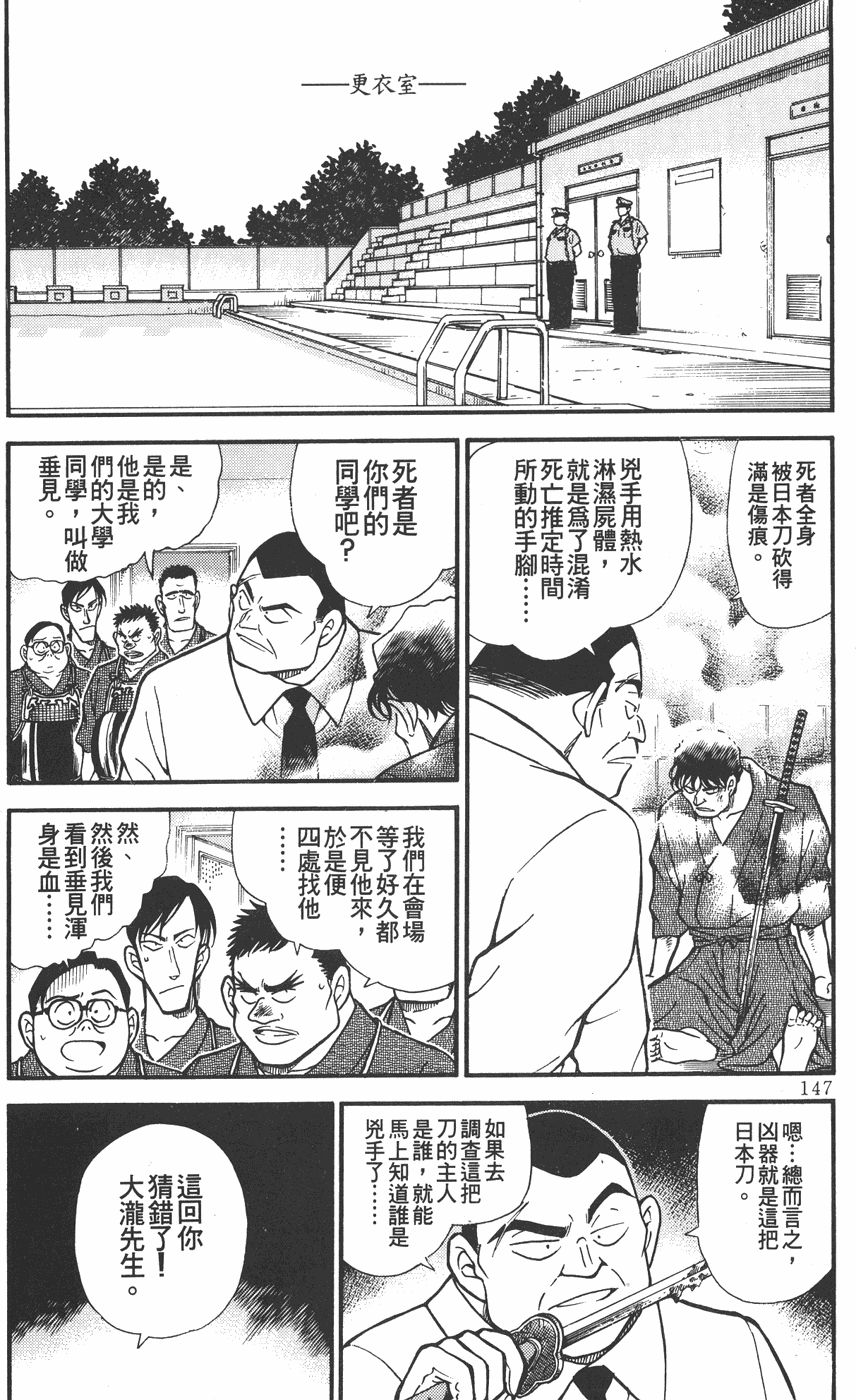 ——更衣室——
死者全身
被日本刀砍得
滿是傷痕。
兇手用熱水
淋濕屍體，
就是爲了混淆
死亡推定時間
所動的手腳……
死者是
你們的
同學吧？
是、
是的，
他是我
們的大學
同學，叫做
垂見。
我們在會場
等了好久都
不見他來，
於是便
四處找他
……
然、
然後我們
看到垂見渾
身是血……
147
嗯…總而言之，
凶器就是這把
日本刀。
如果去
調查這把
刀的主人
是誰，就能
馬上知道誰是
兇手了……
這回你
猜錯了！
大瀧先生。